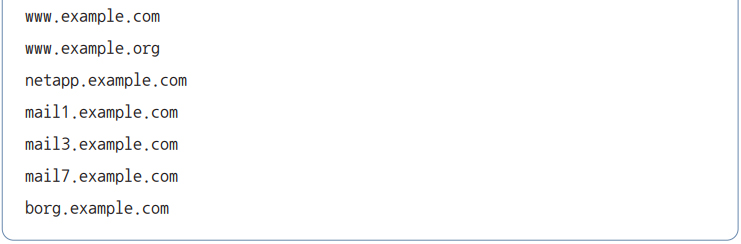 www.example.com
www.example.org
netapp.example.com
mail1.example.com
mail3.example.com
mail7.example.com
borg.example.com